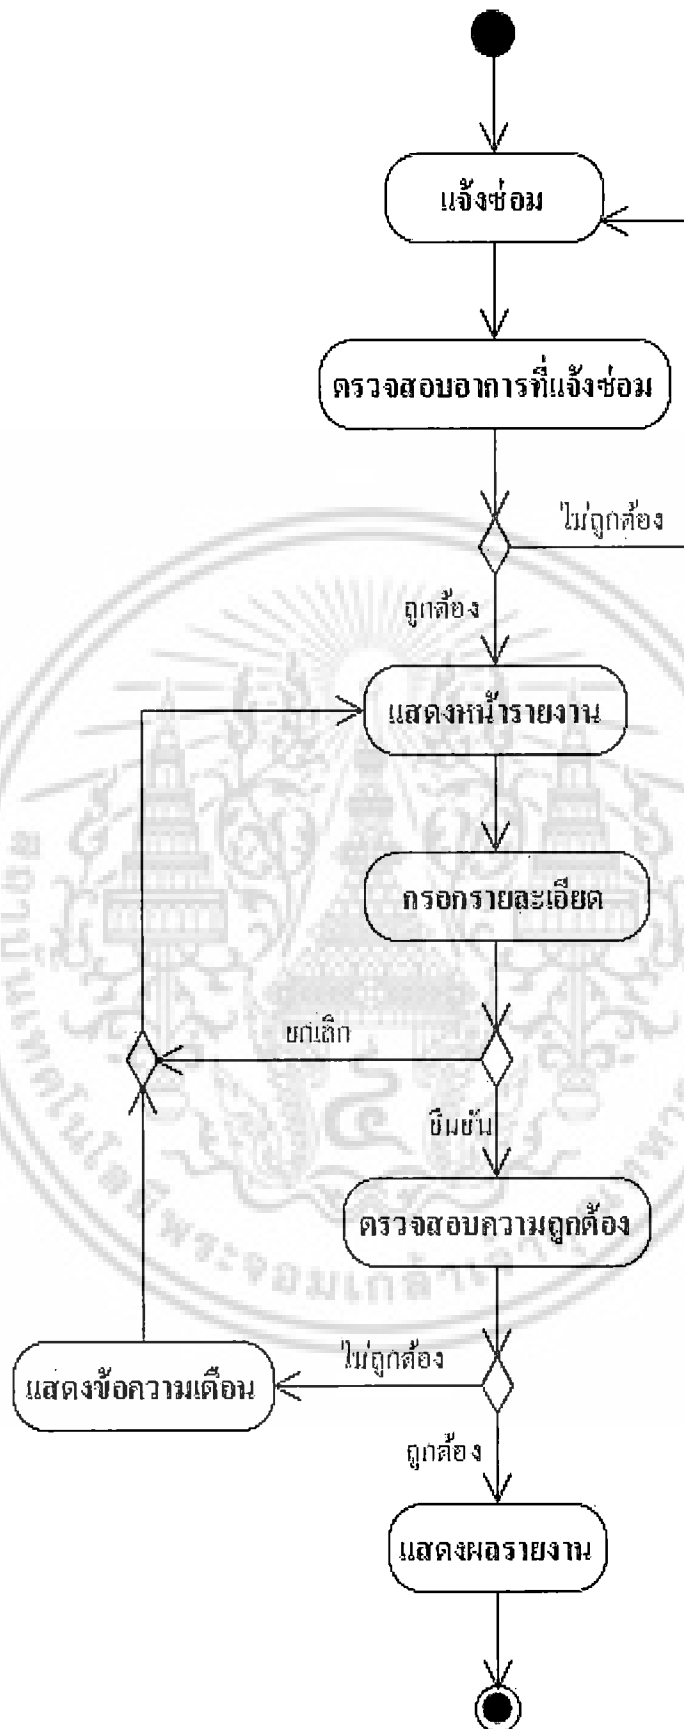 แจ้งซ่อม
ตรวจสอบอาการที่แจ้งซ่อม
ไม่ถูกต้อง
ถูกต้อง
แสดงหน้ารายงาน
กรอกรายละเอียด
ยกเลิก
ยืนยัน
ตรวจสอบความถูกต้อง
ไม่ถูกต้อง
แสดงข้อความเตือน
ถูกต้อง
แสดงผลรายงาน